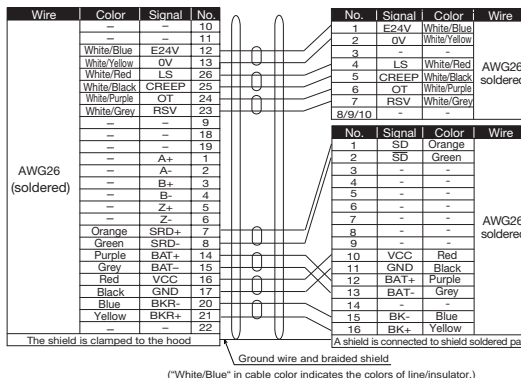 Wire Color Signal No.
– – 10
– – 11
White/Blue E24V 12
White/Yellow 0V 13
White/Red LS 26
White/Black CREEP 25
White/Purple OT 24
White/Grey RSV 23
– – 9
– – 18
– – 19
– A+ 1
– A- 2
– B+ 3
– B- 4
– Z+ 5
– Z- 6
Orange SRD+ 7
Green SRD- 8
Purple BAT+ 14
Grey BAT– 15
Red VCC 16
Black GND 17
Blue BKR- 20
Yellow BKR+ 21
– – 22
AWG26
(soldered)
The shield is clamped to the hood
No. Signal Color Wire
1 E24V White/Blue
2 0V White/Yellow
3 - -
4 LS White/Red
5 CREEP White/Black
6 OT White/Purple
7 RSV White/Grey
8/9/10 - -
AWG26
soldered
No. Signal Color Wire
1 SD Orange
2 SD Green
3 - -
4 - -
5 - -
6 - -
7 - -
8 - -
9 - -
10 VCC Red
11 GND Black
12 BAT+ Purple
13 BAT- Grey
14 - -
15 BK- Blue
16 BK+ Yellow
AWG26
soldered
A shield is connected to shield soldered pa
Ground wire and braided shield
("White/Blue" in cable color indicates the colors of line/insulator.)